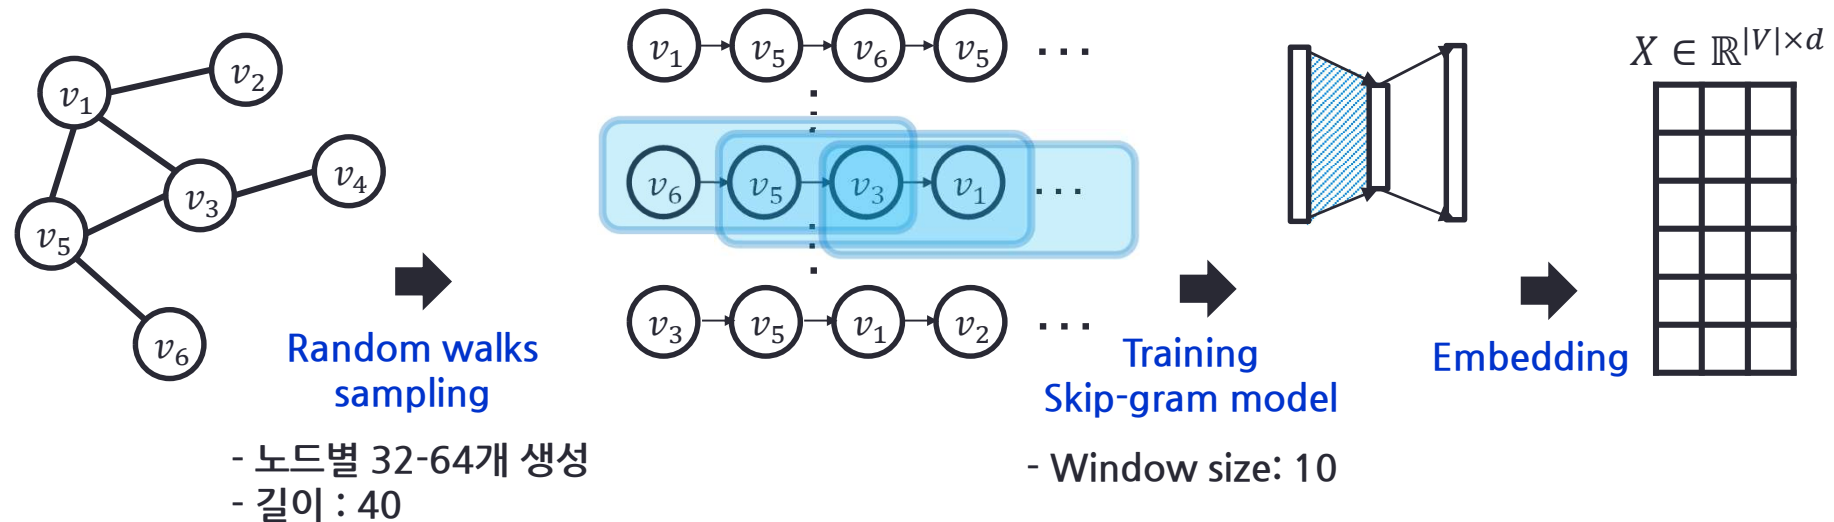 v₁
v₂
v₃
v₄
v₅
v₆
Random walks
sampling
- 노드별 32-64개 생성
- 길이 : 40
v₁ v₅ v₆ v₅ ...
v₆ v₅ v₃ v₁ ...
v₃ v₅ v₁ v₂ ...
Training
Skip-gram model
- Window size: 10
Embedding
X ∈ ℝ^{|V|×d}